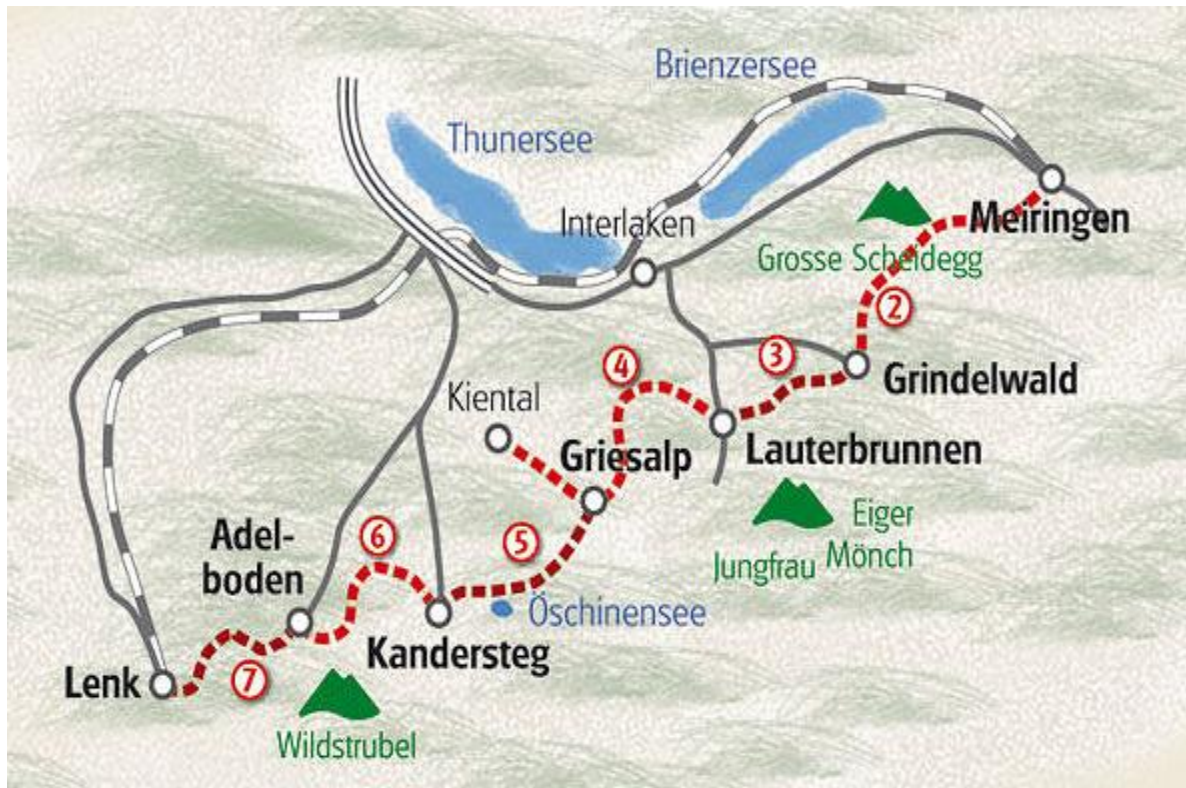 Brienzersee
Thunersee
Interlaken
Meiringen
Grosse Scheidegg
2
3
4
Grindelwald
Kiental
Griesalp
Lauterbrunnen
Eiger
Mönch
Jungfrau
5
6
Adel-
boden
Öschinensee
Kandersteg
Lenk
7
Wildstrubel